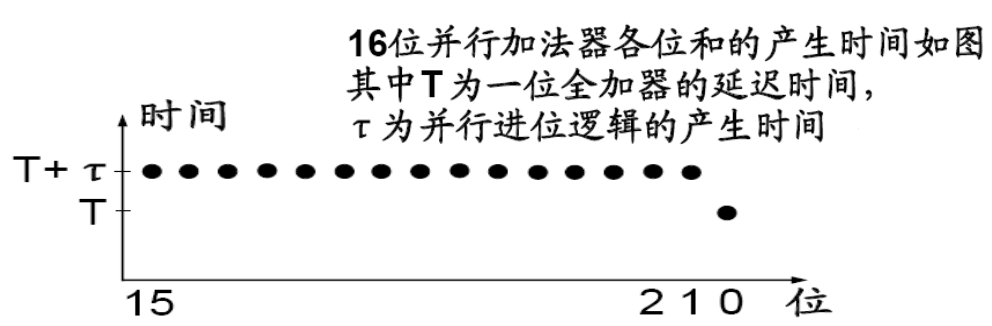 16位并行加法器各位和的产生时间如图
其中T为一位全加器的延迟时间，
τ为并行进位逻辑的产生时间
时间
T+ τ
T
15 2 1 0 位